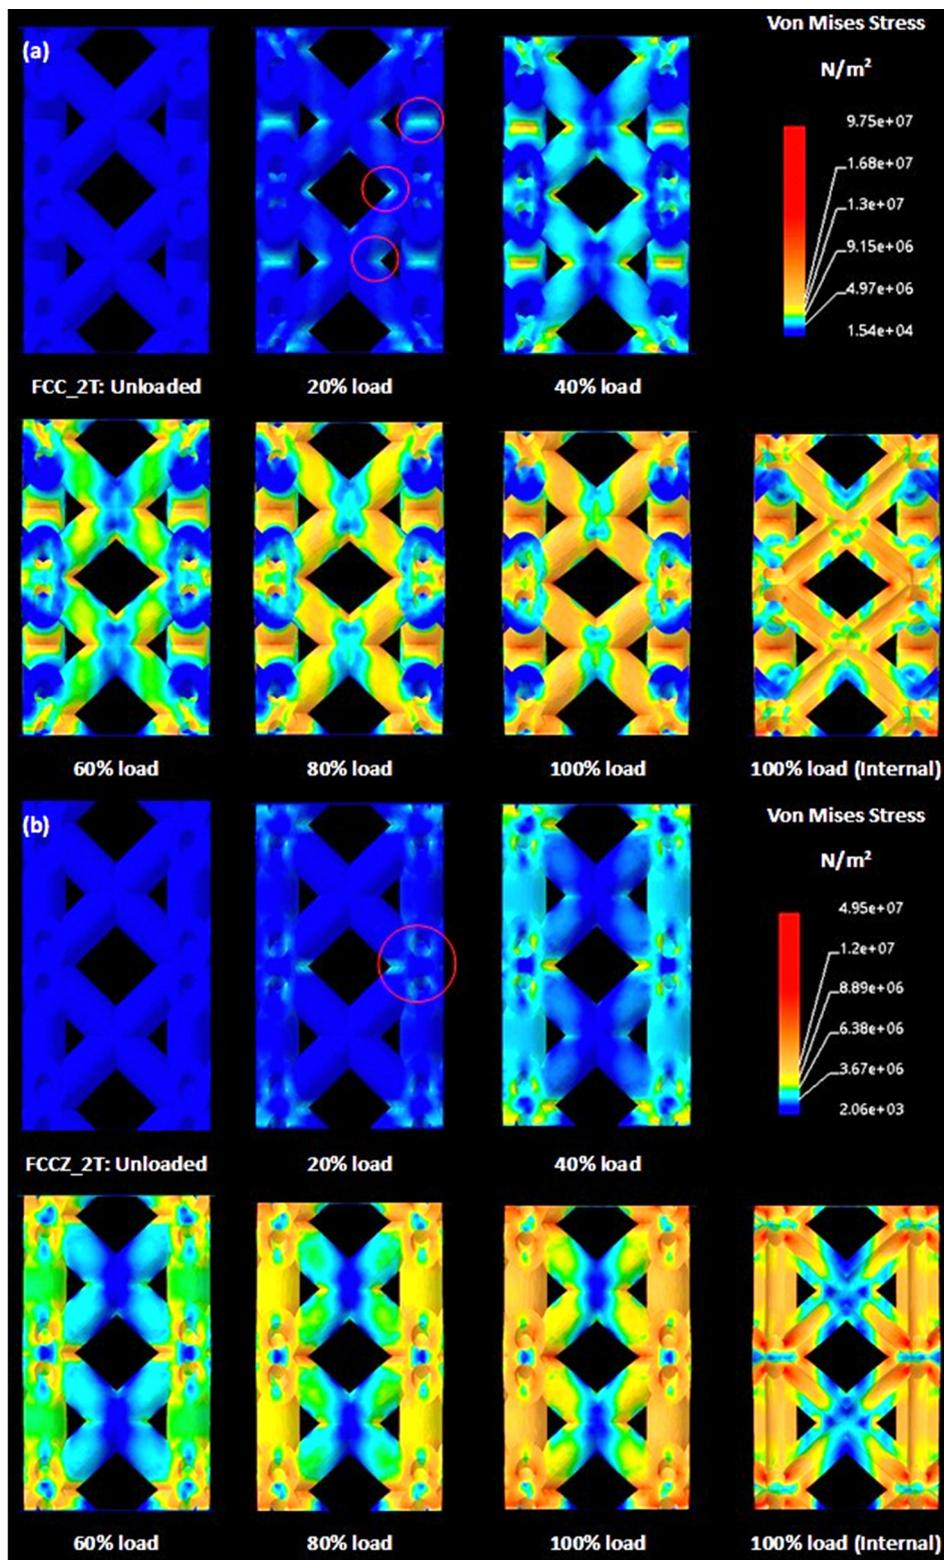 (a)
Von Mises Stress
N/m²
9.75e+07
1.68e+07
1.3e+07
9.15e+06
4.97e+06
1.54e+04
FCC_2T: Unloaded
20% load
40% load
60% load
80% load
100% load
100% load (Internal)
(b)
Von Mises Stress
N/m²
4.95e+07
1.2e+07
8.89e+06
6.38e+06
3.67e+06
2.06e+03
FCCZ_2T: Unloaded
20% load
40% load
60% load
80% load
100% load
100% load (Internal)